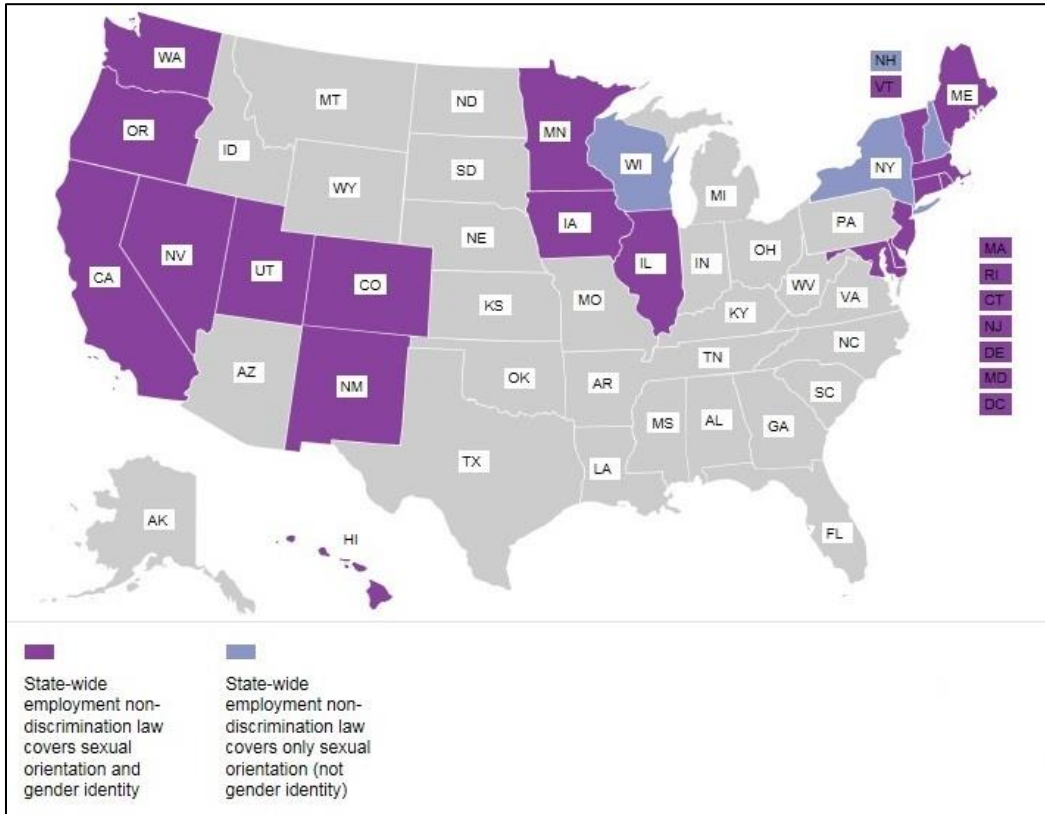 WA
NH
VT
ME
MT
ND
MN
OR
ID
WI
NY
SD
WY
MI
PA
IA
NE
MA
OH
IL
IN
NV
UT
RI
CA
CO
WV
VA
MO
KS
CT
KY
NJ
NC
TN
DE
AZ
OK
AR
NM
SC
MD
DC
MS
AL
GA
TX
LA
AK
FL
HI
State-wide
employment non-
discrimination law
covers sexual
orientation and
gender identity
State-wide
employment non-
discrimination law
covers only sexual
orientation (not
gender identity)